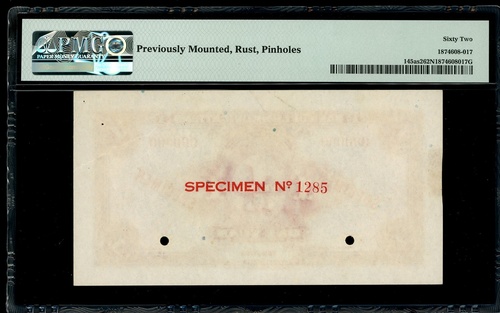 PMG
PAPER MONEY GUARANTY
Previously Mounted, Rust, Pinholes
Sixty Two
1874608-017
145as262N1874608017G
SPECIMEN Nº 1285